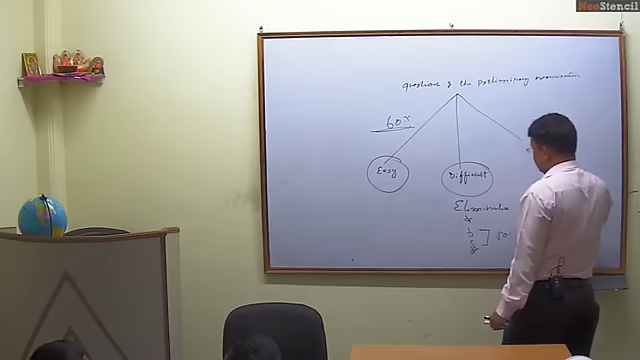 NeoStencil
Questions of the preliminary examination
60%
Easy
Difficult
Elimination
50